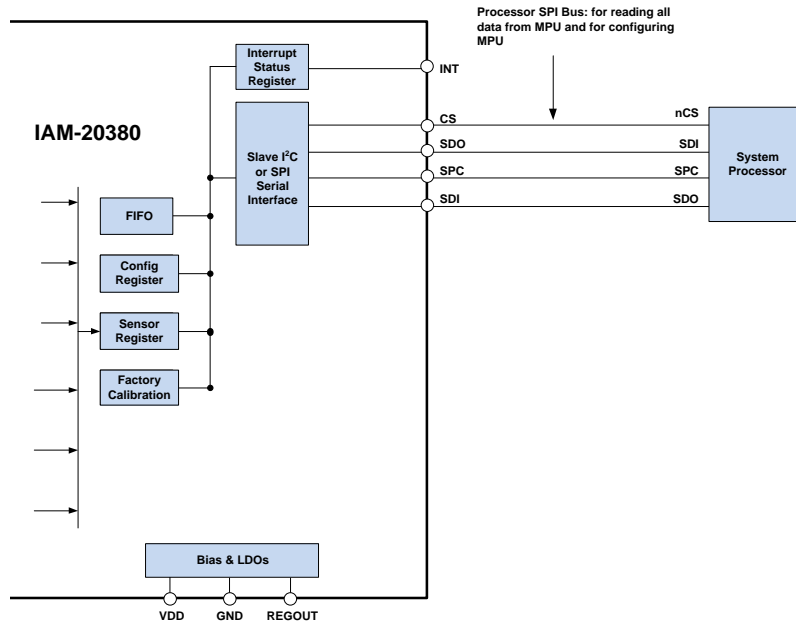 Processor SPI Bus: for reading all
data from MPU and for configuring
MPU
Interrupt
Status
Register
INT
IAM-20380
CS
nCS
SDO
SDI
Slave I²C
or SPI
Serial
Interface
System
Processor
SPC
SPC
SDI
SDO
FIFO
Config
Register
Sensor
Register
Factory
Calibration
Bias & LDOs
VDD
GND
REGOUT